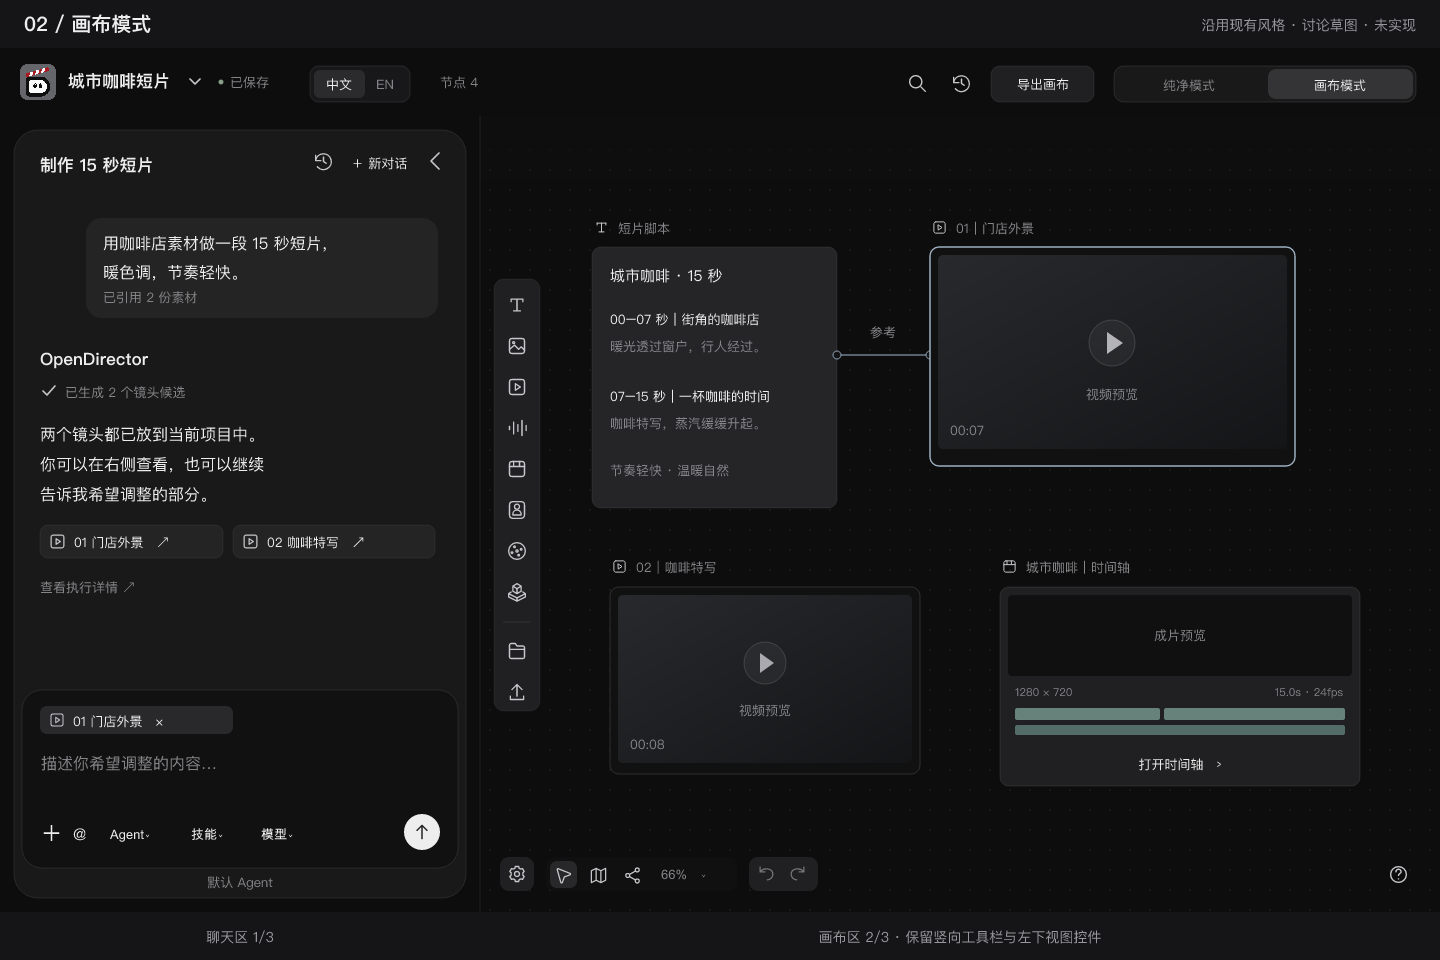 02 / 画布模式
沿用现有风格 · 讨论草图 · 未实现
城市咖啡短片
已保存
中文
EN
节点 4
导出画布
纯净模式
画布模式
制作 15 秒短片
+ 新对话
用咖啡店素材做一段 15 秒短片，
暖色调，节奏轻快。
已引用 2 份素材
OpenDirector
已生成 2 个镜头候选
两个镜头都已放到当前项目中。
你可以在右侧查看，也可以继续
告诉我希望调整的部分。
01 门店外景 ↗
02 咖啡特写 ↗
查看执行详情 ↗
01 门店外景 ×
描述你希望调整的内容...
@
Agent
技能
模型
默认 Agent
短片脚本
城市咖啡 · 15 秒
00—07 秒｜街角的咖啡店
暖光透过窗户，行人经过。
07—15 秒｜一杯咖啡的时间
咖啡特写，蒸汽缓缓升起。
节奏轻快 · 温暖自然
参考
01｜门店外景
视频预览
00:07
02｜咖啡特写
视频预览
00:08
城市咖啡｜时间轴
成片预览
1280 × 720
15.0s · 24fps
打开时间轴 ›
66%
聊天区 1/3
画布区 2/3 · 保留竖向工具栏与左下视图控件